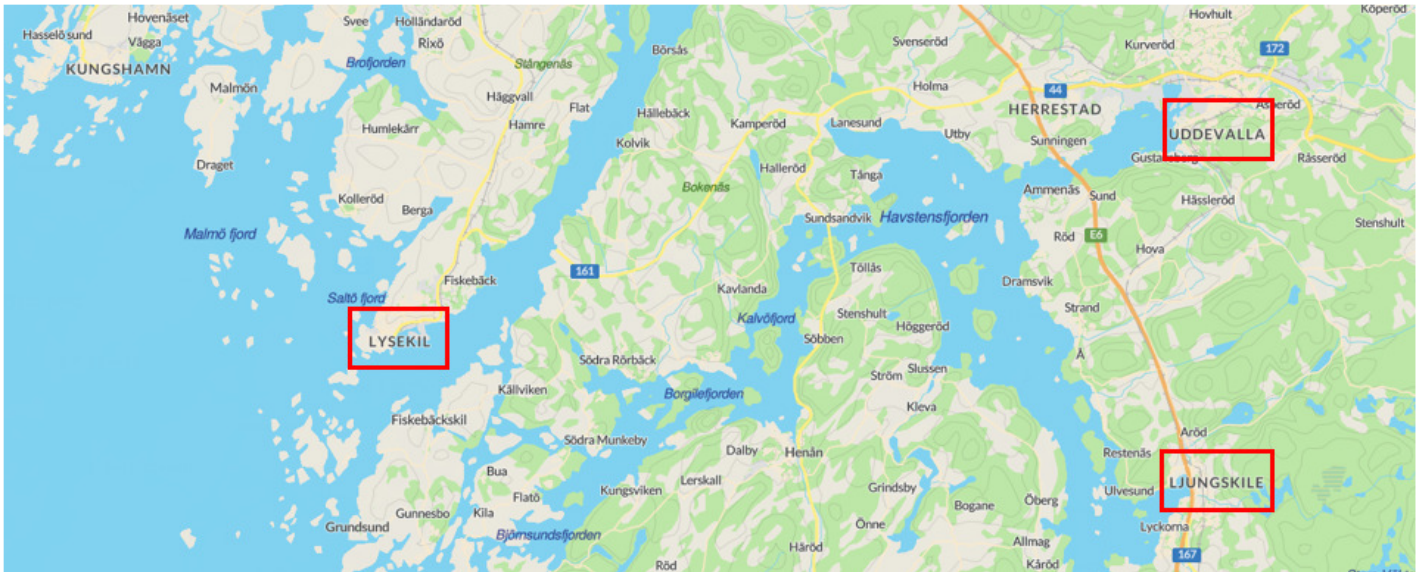 Hovenäset
Svee
Holländaröd
Hovhult
Köperöd
Hasselösund
Vägga
Rixö
Börsås
Svenseröd
Kurveröd
172
KUNGSHAMN
Brofjorden
Stångenäs
Malmön
Häggvall
Holma
44
Flat
Hällebäck
HERRESTAD
Asperöd
Humlekärr
Hamre
Kamperöd
Lanesund
Utby
Sunningen
UDDEVALLA
Kolvik
Draget
Halleröd
Tånga
Gustafsberg
Råsseröd
Kolleröd
Bokenäs
Ammenäs
Sund
Hässleröd
Berga
Sundsandvik
Havstensfjorden
Stenshult
Malmö fjord
Röd
E6
Hova
161
Töllås
Fiskebäck
Dramsvik
Kavlanda
Saltö fjord
Strand
Kalvöfjord
Stenshult
Höggeröd
LYSEKIL
Söbben
Å
Södra Rörbäck
Ström
Slussen
Källviken
Borgilefjorden
Kleva
Fiskebäckskil
Aröd
Södra Munkeby
Dalby
Henån
Restenäs
Bua
Lerskall
Kungsviken
Grindsby
Ulvesund
LJUNGSKILE
Flatö
Bogane
Öberg
Grundsund
Gunnesbo
Kila
Önne
Lyckorna
Björnsundsfjorden
Häröd
Allmag
167
Röd
Kåröd